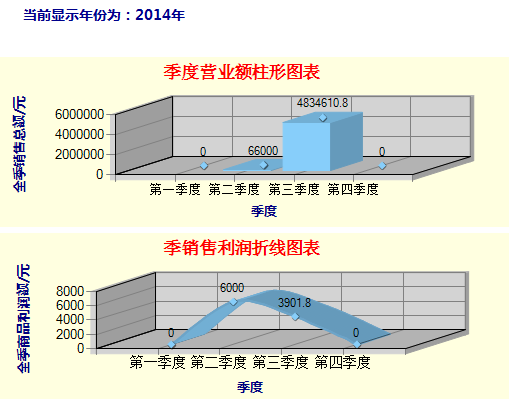 当前显示年份为：2014年
季度营业额柱形图表
全季销售总额/元
6000000
4000000
2000000
0
0
66000
4834610.8
0
第一季度 第二季度 第三季度 第四季度
季度
季销售利润折线图表
全季商品利润额/元
8000
6000
4000
2000
0
0
6000
3901.8
0
第一季度 第二季度 第三季度 第四季度
季度